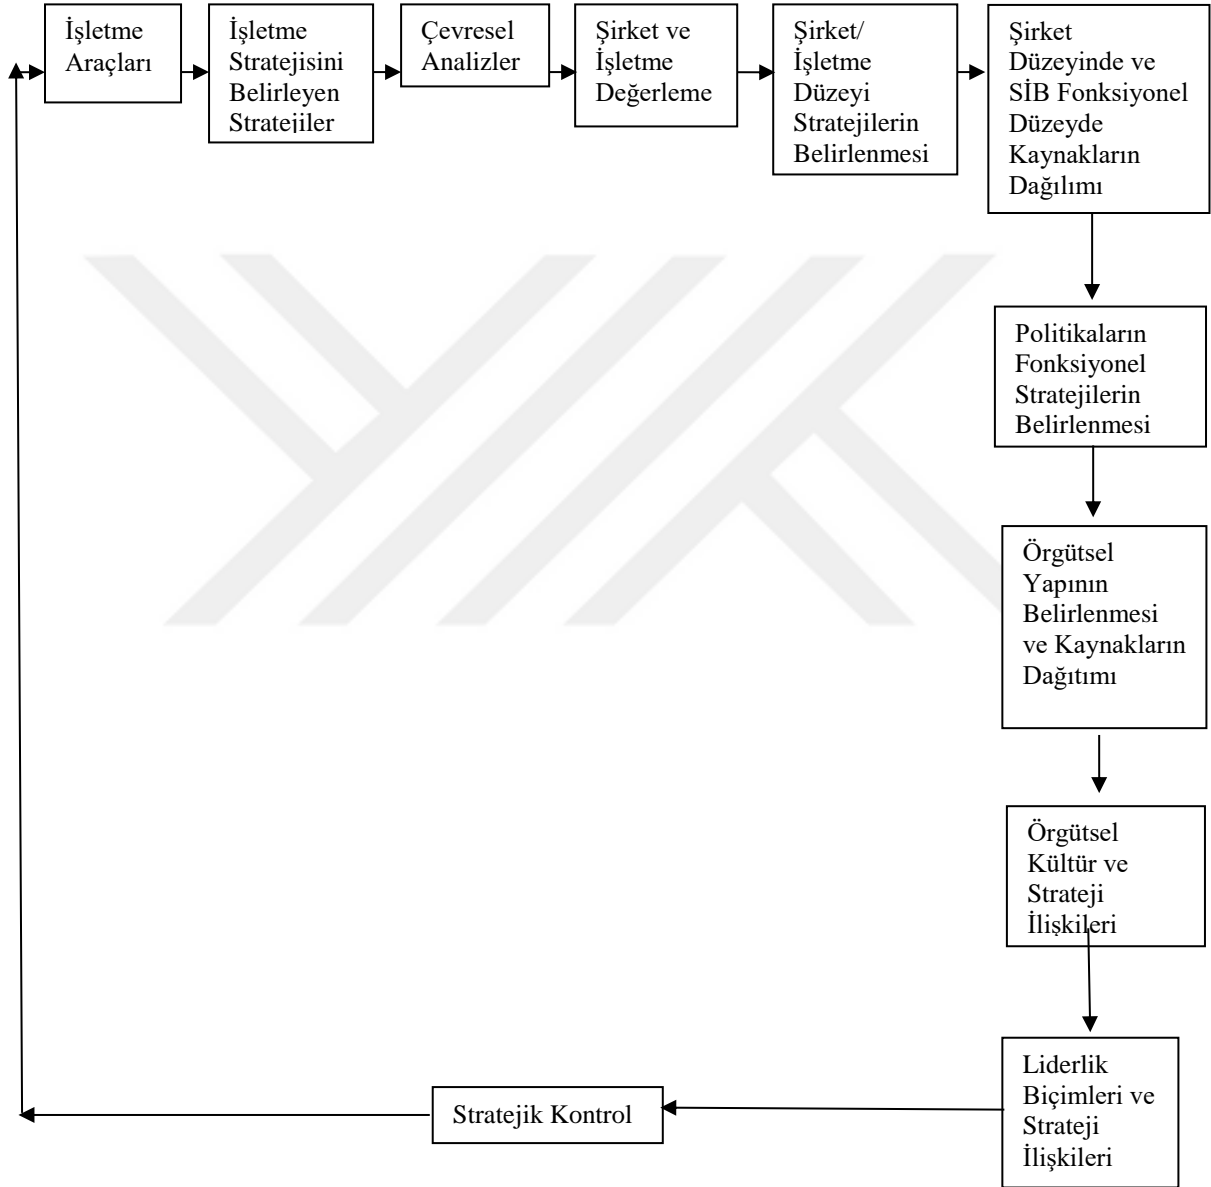 İşletme
Araçları
İşletme
Stratejisini
Belirleyen
Stratejiler
Çevresel
Analizler
Şirket ve
İşletme
Değerleme
Şirket/
İşletme
Düzeyi
Stratejilerin
Belirlenmesi
Şirket
Düzeyinde ve
SİB Fonksiyonel
Düzeyde
Kaynakların
Dağılımı
Politikaların
Fonksiyonel
Stratejilerin
Belirlenmesi
Örgütsel
Yapının
Belirlenmesi
ve Kaynakların
Dağıtımı
Örgütsel
Kültür ve
Strateji
İlişkileri
Liderlik
Biçimleri ve
Strateji
İlişkileri
Stratejik Kontrol